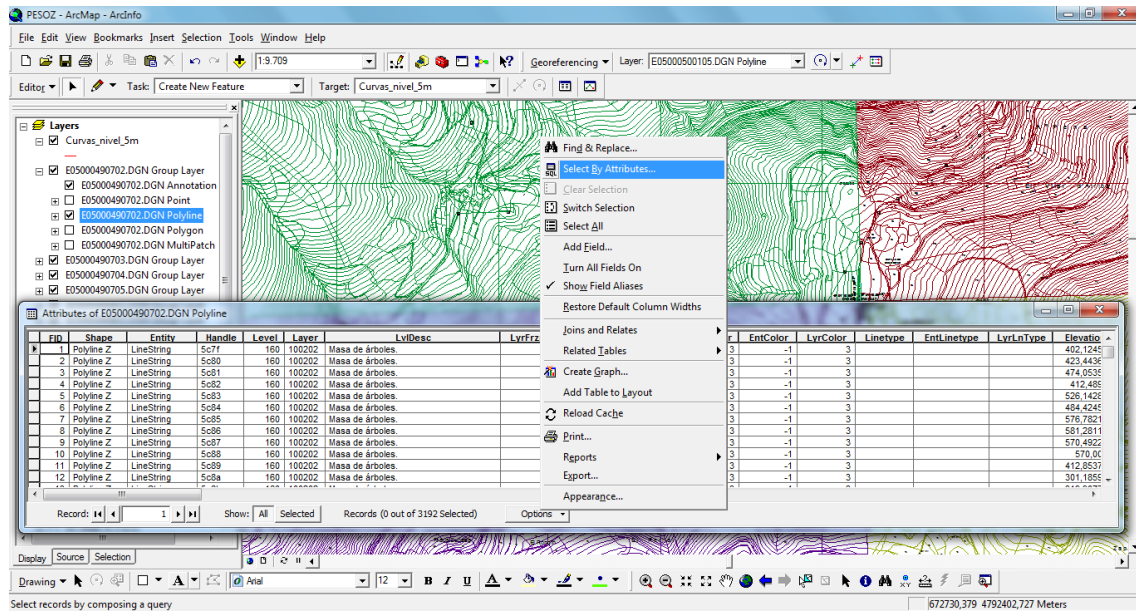 PESOZ - ArcMap - ArcInfo
File Edit View Bookmarks Insert Selection Tools Window Help
1:9.709 Georeferencing Layer: E05000500105.DGN Polyline
Editor Task: Create New Feature Target: Curvas_nivel_5m
Layers
Curvas_nivel_5m
E05000490702.DGN Group Layer
E05000490702.DGN Annotation
E05000490702.DGN Point
E05000490702.DGN Polyline
E05000490702.DGN Polygon
E05000490702.DGN MultiPatch
E05000490703.DGN Group Layer
E05000490704.DGN Group Layer
E05000490705.DGN Group Layer
Find & Replace...
SQL Select By Attributes...
Clear Selection
Switch Selection
Select All
Add Field...
Turn All Fields On
Show Field Aliases
Restore Default Column Widths
Joins and Relates
Related Tables
Create Graph...
Add Table to Layout
Reload Cache
Print...
Reports
Export...
Appearance...
Attributes of E05000490702.DGN Polyline
FID Shape Entity Handle Level Layer LvlDesc LyrFrz r EntColor LyrColor Linetype EntLinetype LyrLnType Elevatio
1 Polyline Z LineString 5c7f 160 100202 Masa de árboles. 3 -1 3 402,1245
2 Polyline Z LineString 5c80 160 100202 Masa de árboles. 3 -1 3 423,4436
3 Polyline Z LineString 5c81 160 100202 Masa de árboles. 3 -1 3 474,0535
4 Polyline Z LineString 5c82 160 100202 Masa de árboles. 3 -1 3 412,489
5 Polyline Z LineString 5c83 160 100202 Masa de árboles. 3 -1 3 526,1428
6 Polyline Z LineString 5c84 160 100202 Masa de árboles. 3 -1 3 484,4245
7 Polyline Z LineString 5c85 160 100202 Masa de árboles. 3 -1 3 576,7821
8 Polyline Z LineString 5c86 160 100202 Masa de árboles. 3 -1 3 581,2811
9 Polyline Z LineString 5c87 160 100202 Masa de árboles. 3 -1 3 570,4922
10 Polyline Z LineString 5c88 160 100202 Masa de árboles. 3 -1 3 570,00
11 Polyline Z LineString 5c89 160 100202 Masa de árboles. 3 -1 3 412,8537
12 Polyline Z LineString 5c8a 160 100202 Masa de árboles. 3 -1 3 301,1859
Record: 1 Show: All Selected Records (0 out of 3192 Selected) Options
Display Source Selection
Drawing A Arial 12 B I U A
Select records by composing a query 672730,379 4792402,727 Meters